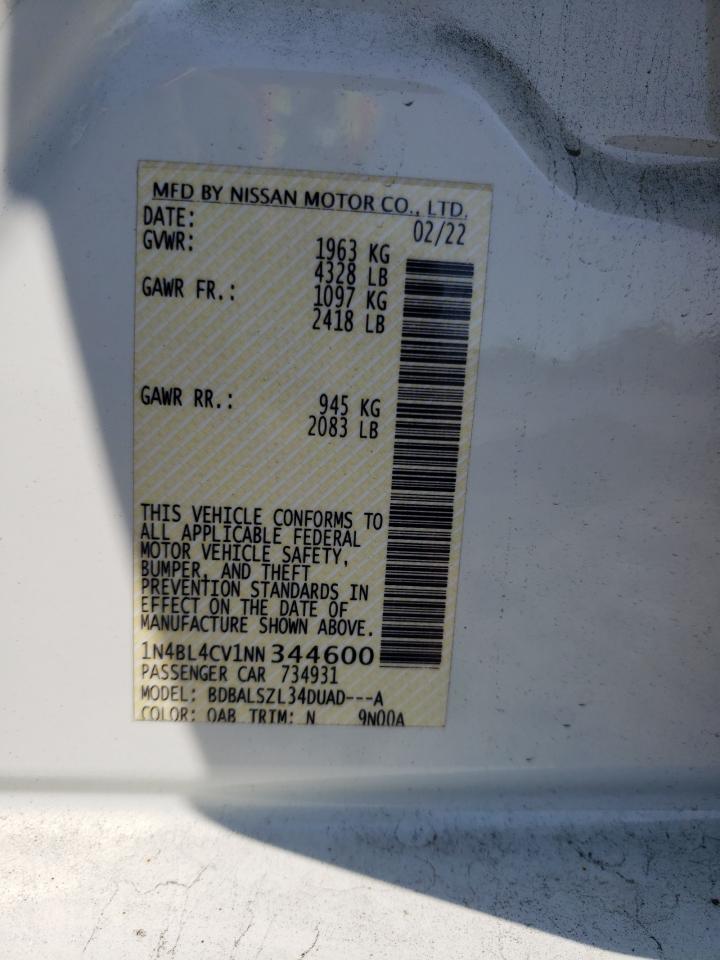 MFD BY NISSAN MOTOR CO., LTD.
DATE: 02/22
GVWR: 1963 KG
4328 LB
GAWR FR.: 1097 KG
2418 LB
GAWR RR.: 945 KG
2083 LB
THIS VEHICLE CONFORMS TO
ALL APPLICABLE FEDERAL
MOTOR VEHICLE SAFETY,
BUMPER, AND THEFT
PREVENTION STANDARDS IN
EFFECT ON THE DATE OF
MANUFACTURE SHOWN ABOVE.
1N4BL4CV1NN344600
PASSENGER CAR 734931
MODEL: BDBALSZL34DUAD---A
COLOR: QAB TRIM: N 9N00A